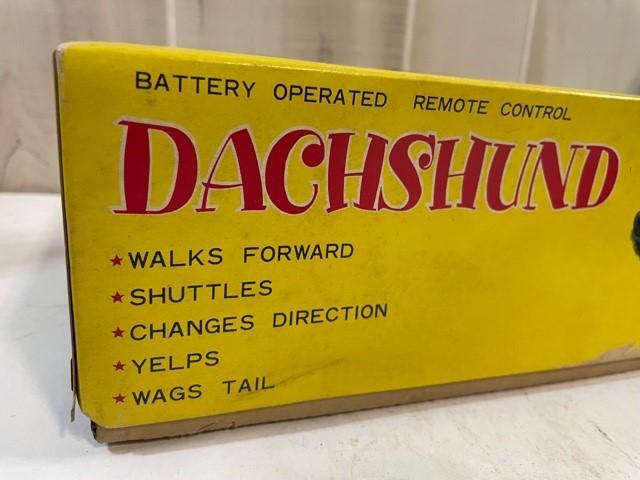 BATTERY OPERATED REMOTE CONTROL
DACHSHUND
★WALKS FORWARD
★SHUTTLES
★CHANGES DIRECTION
★YELPS
★WAGS TAIL